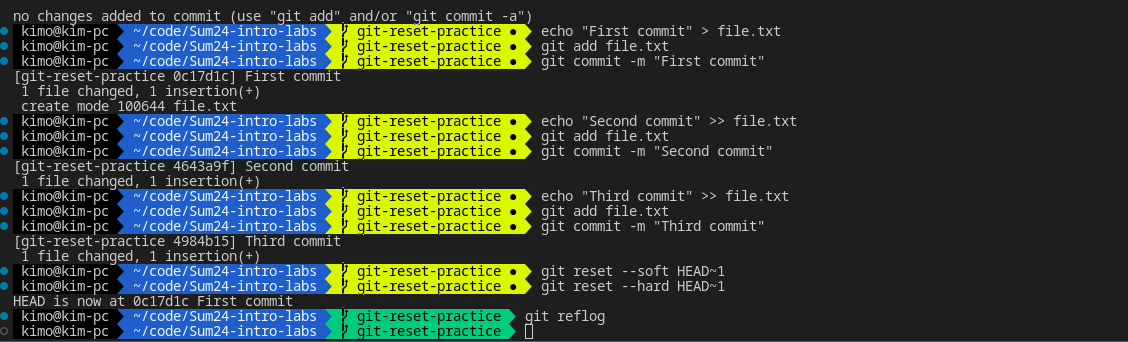 no changes added to commit (use "git add" and/or "git commit -a")
kimo@kim-pc ~/code/Sum24-intro-labs git-reset-practice ● echo "First commit" > file.txt
kimo@kim-pc ~/code/Sum24-intro-labs git-reset-practice ● git add file.txt
kimo@kim-pc ~/code/Sum24-intro-labs git-reset-practice ● git commit -m "First commit"
[git-reset-practice 0c17d1c] First commit
 1 file changed, 1 insertion(+)
 create mode 100644 file.txt
kimo@kim-pc ~/code/Sum24-intro-labs git-reset-practice ● echo "Second commit" >> file.txt
kimo@kim-pc ~/code/Sum24-intro-labs git-reset-practice ● git add file.txt
kimo@kim-pc ~/code/Sum24-intro-labs git-reset-practice ● git commit -m "Second commit"
[git-reset-practice 4643a9f] Second commit
 1 file changed, 1 insertion(+)
kimo@kim-pc ~/code/Sum24-intro-labs git-reset-practice ● echo "Third commit" >> file.txt
kimo@kim-pc ~/code/Sum24-intro-labs git-reset-practice ● git add file.txt
kimo@kim-pc ~/code/Sum24-intro-labs git-reset-practice ● git commit -m "Third commit"
[git-reset-practice 4984b15] Third commit
 1 file changed, 1 insertion(+)
kimo@kim-pc ~/code/Sum24-intro-labs git-reset-practice ● git reset --soft HEAD~1
kimo@kim-pc ~/code/Sum24-intro-labs git-reset-practice ● git reset --hard HEAD~1
HEAD is now at 0c17d1c First commit
kimo@kim-pc ~/code/Sum24-intro-labs git-reset-practice git reflog
kimo@kim-pc ~/code/Sum24-intro-labs git-reset-practice